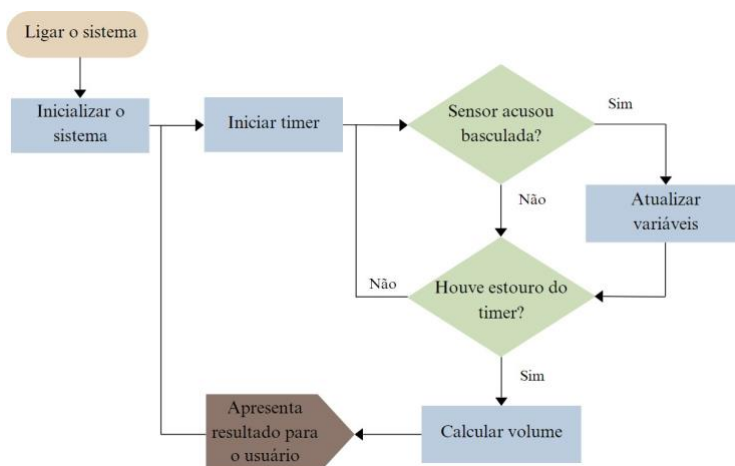 Ligar o sistema
Inicializar o
sistema
Iniciar timer
Sensor acusou
basculada?
Sim
Não
Atualizar
variáveis
Houve estouro do
timer?
Não
Sim
Calcular volume
Apresenta
resultado para
o usuário